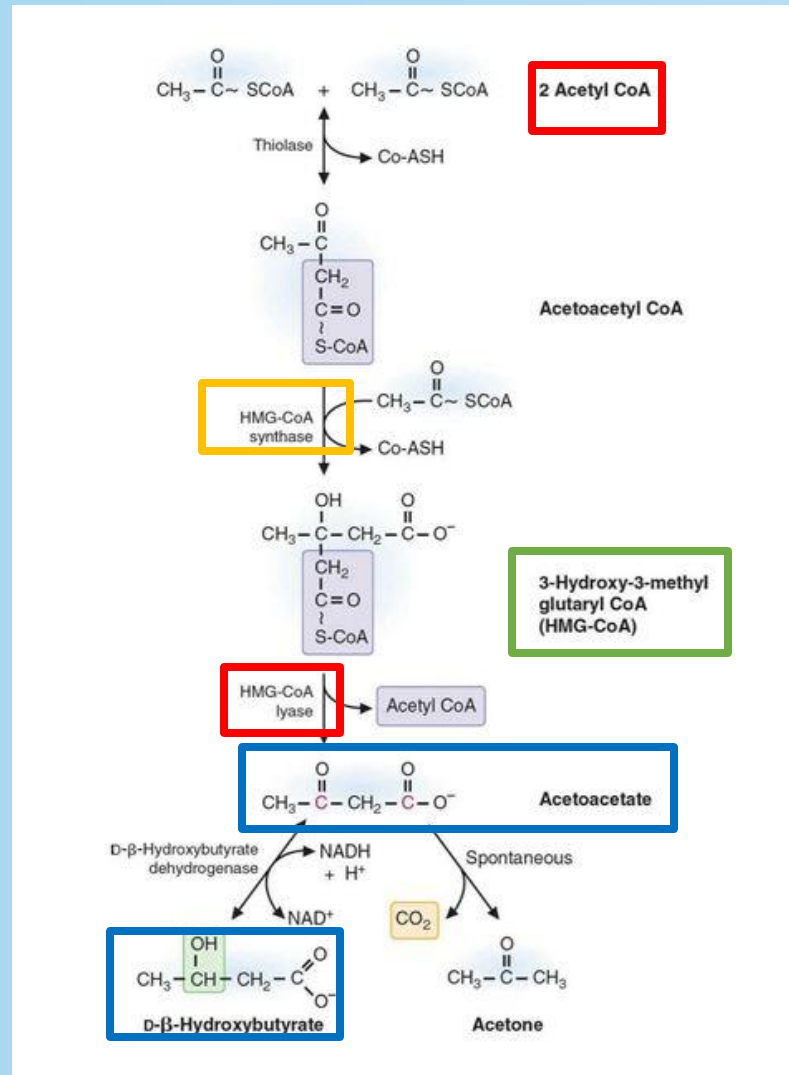 O O
CH3 – C ~ SCoA + CH3 – C ~ SCoA 2 Acetyl CoA
Thiolase
Co-ASH
O
CH3 – C
CH2
C=O
S-CoA
Acetoacetyl CoA
O
CH3 – C ~ SCoA
HMG-CoA
synthase
Co-ASH
OH O
CH3–C–CH2–C–O–
CH2
C=O
S-CoA
3-Hydroxy-3-methyl
glutaryl CoA
(HMG-CoA)
HMG-CoA
lyase
Acetyl CoA
O O
CH3–C–CH2–C–O– Acetoacetate
D-β-Hydroxybutyrate
dehydrogenase
NADH
+ H+
NAD+
Spontaneous
CO2
OH
CH3–CH–CH2–C
O
O–
D-β-Hydroxybutyrate
O
CH3–C–CH3
Acetone